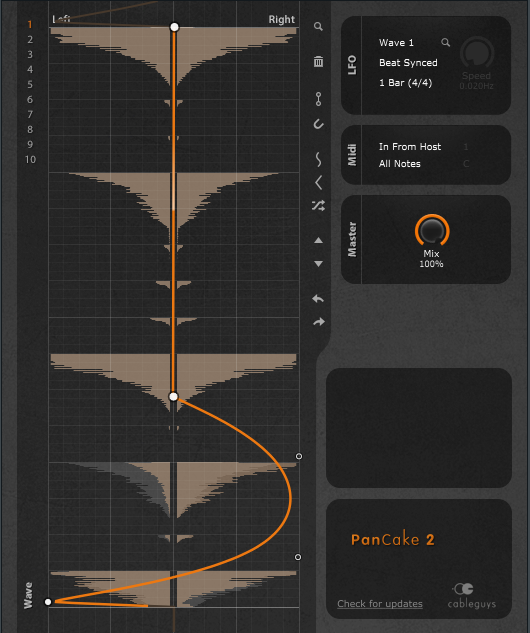 Left Right
1
2
3
4
5
6
7
8
9
10
Wave
LFO
Wave 1
Beat Synced
1 Bar (4/4)
Speed
0.020Hz
Midi
In From Host 1
All Notes C
Master
Mix
100%
PanCake 2
Check for updates
cableguys